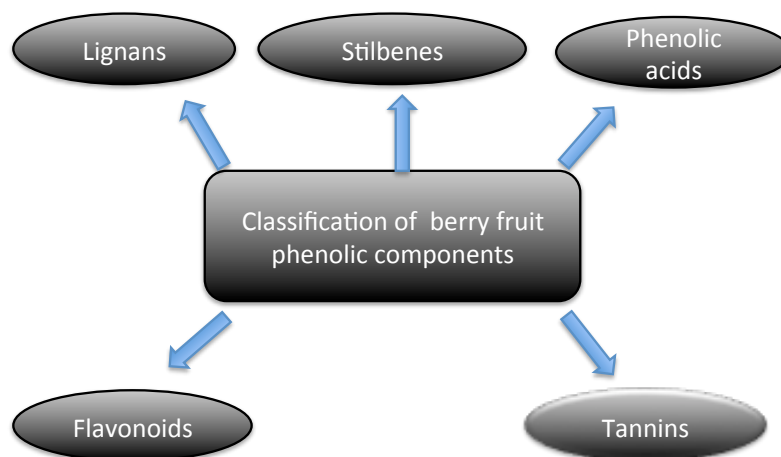 Lignans
Stilbenes
Phenolic
acids
Classification of berry fruit
phenolic components
Flavonoids
Tannins